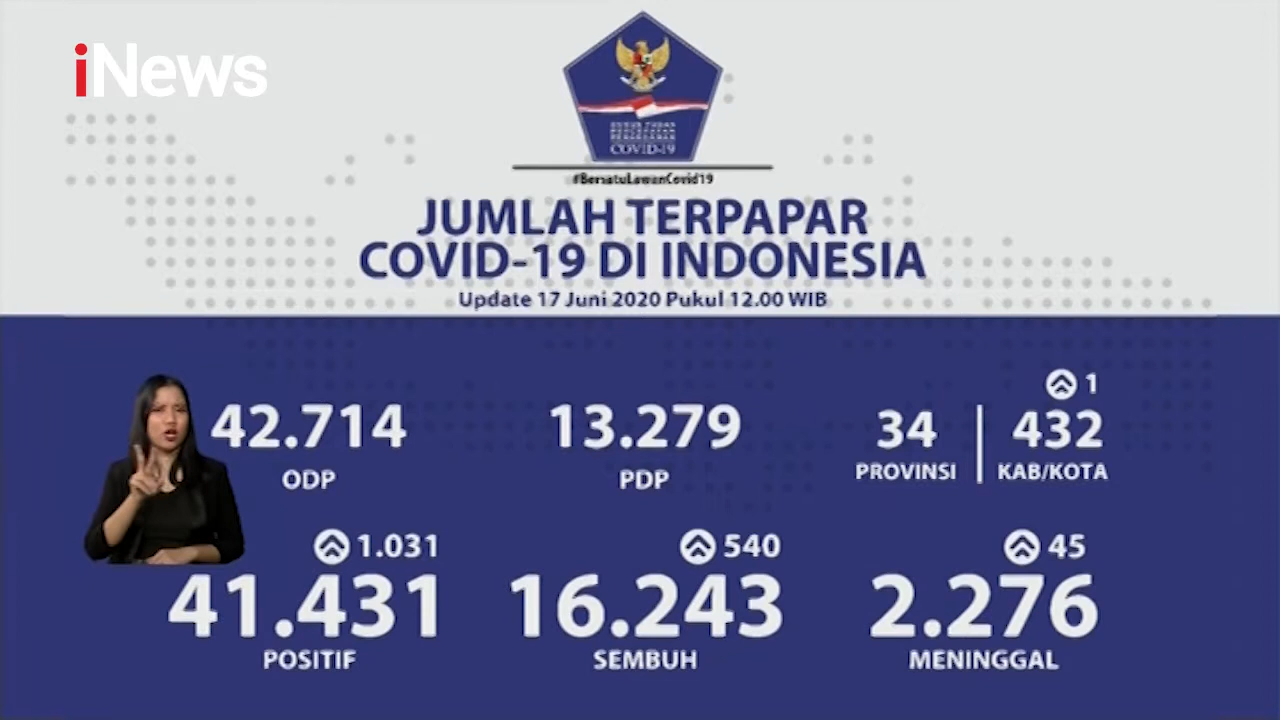 iNews
COVID-19
#BersatuLawanCovid19
JUMLAH TERPAPAR
COVID-19 DI INDONESIA
Update 17 Juni 2020 Pukul 12.00 WIB
42.714
ODP
13.279
PDP
34
PROVINSI
1
432
KAB/KOTA
1.031
41.431
POSITIF
540
16.243
SEMBUH
45
2.276
MENINGGAL